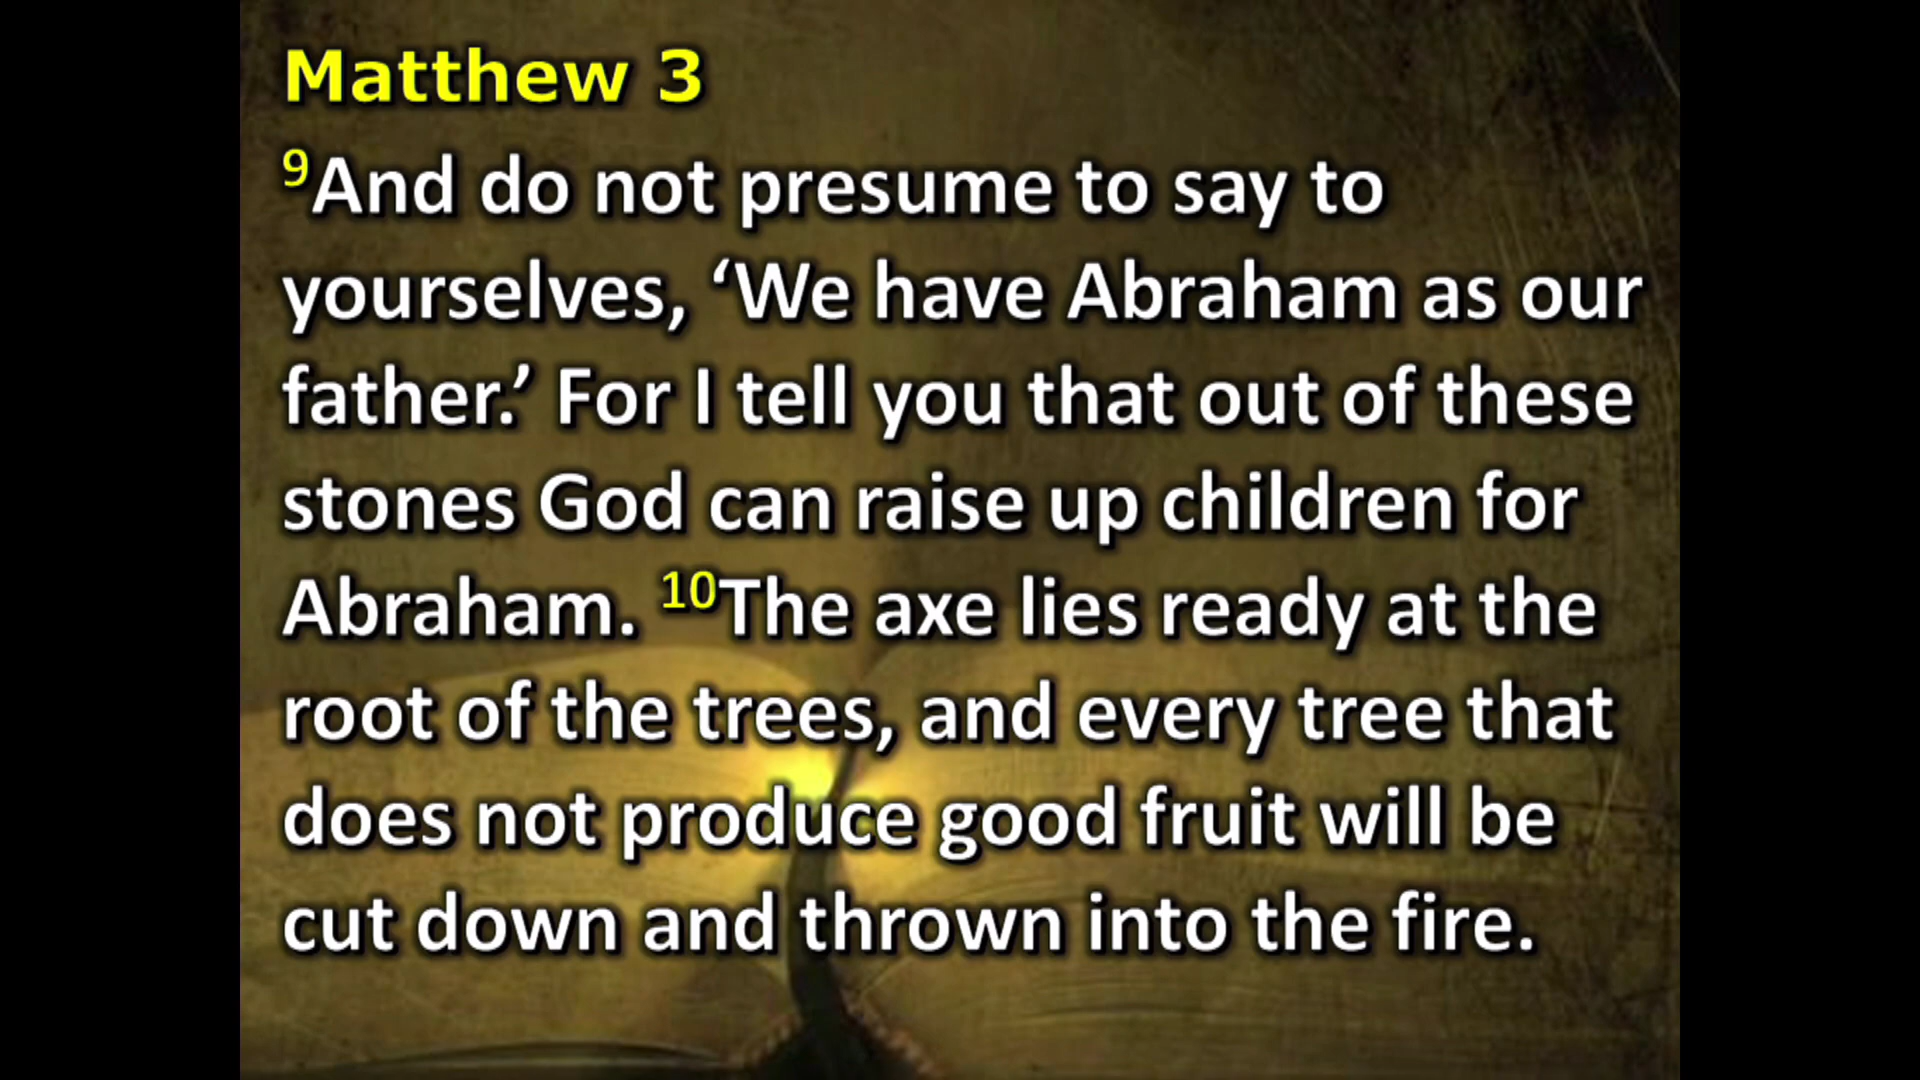 Matthew 3
9And do not presume to say to
yourselves, ‘We have Abraham as our
father.’ For I tell you that out of these
stones God can raise up children for
Abraham. 10The axe lies ready at the
root of the trees, and every tree that
does not produce good fruit will be
cut down and thrown into the fire.